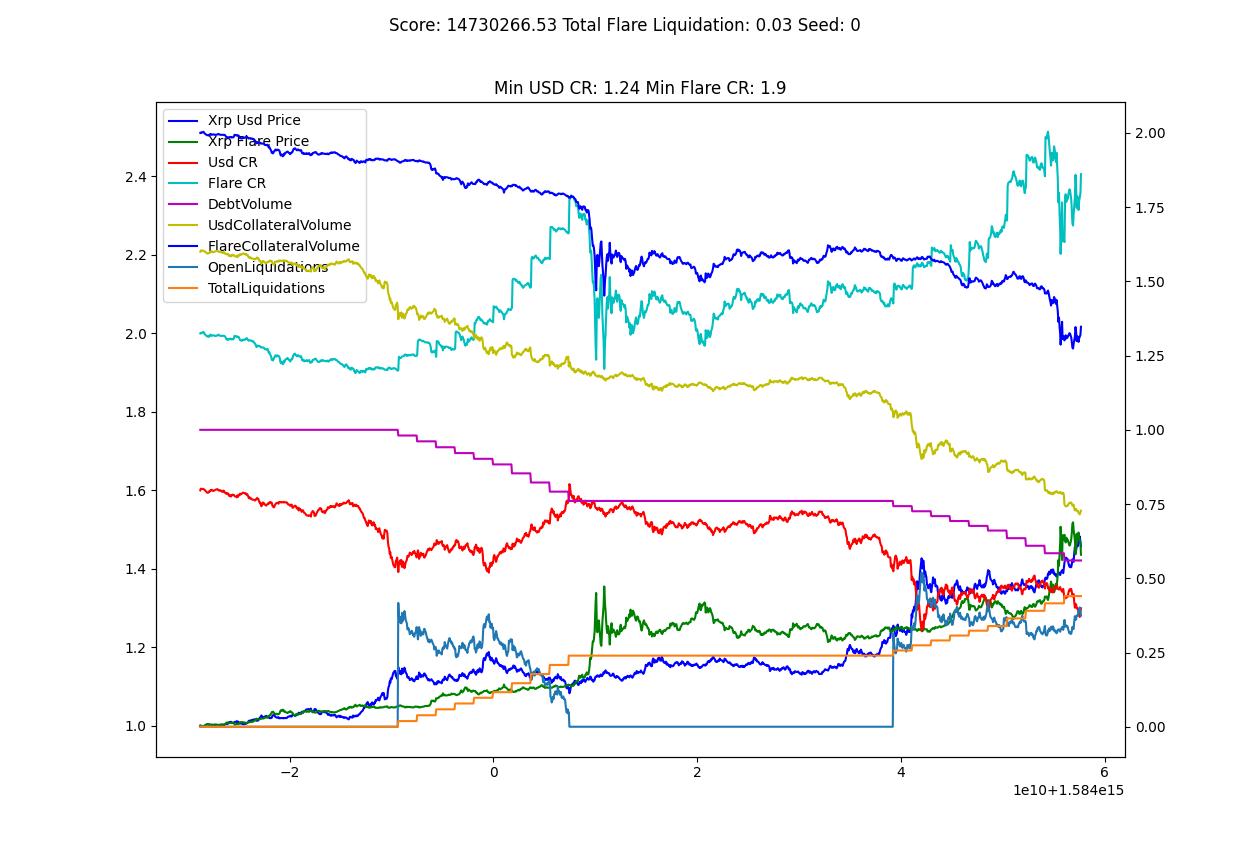 Score: 14730266.53 Total Flare Liquidation: 0.03 Seed: 0
Min USD CR: 1.24 Min Flare CR: 1.9
Xrp Usd Price
Xrp Flare Price
Usd CR
Flare CR
DebtVolume
UsdCollateralVolume
FlareCollateralVolume
OpenLiquidations
TotalLiquidations
2.4
2.2
2.0
1.8
1.6
1.4
1.2
1.0
2.00
1.75
1.50
1.25
1.00
0.75
0.50
0.25
0.00
−2 0 2 4 6
1e10+1.584e15